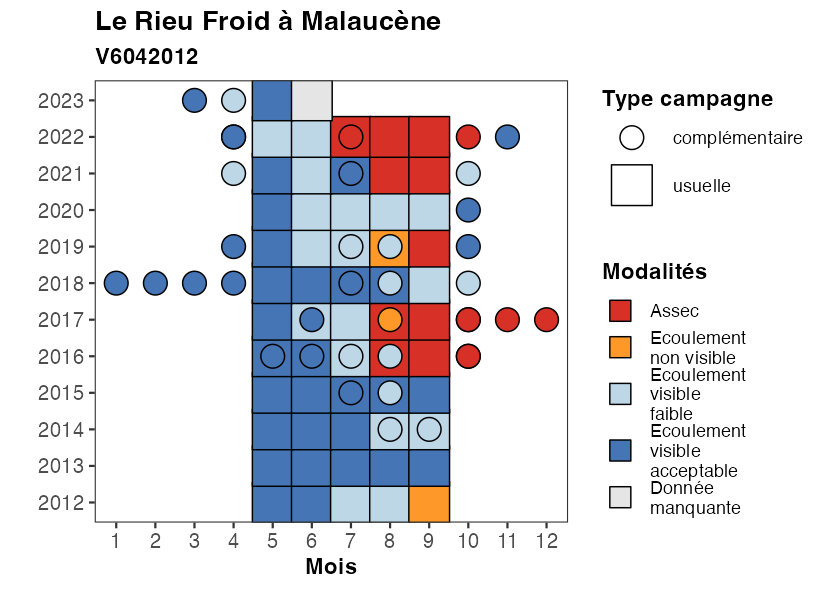 Le Rieu Froid à Malaucène
V6042012
2023
2022
2021
2020
2019
2018
2017
2016
2015
2014
2013
2012
1 2 3 4 5 6 7 8 9 10 11 12
Mois
Type campagne
complémentaire
usuelle
Modalités
Assec
Ecoulement
non visible
Ecoulement
visible
faible
Ecoulement
visible
acceptable
Donnée
manquante